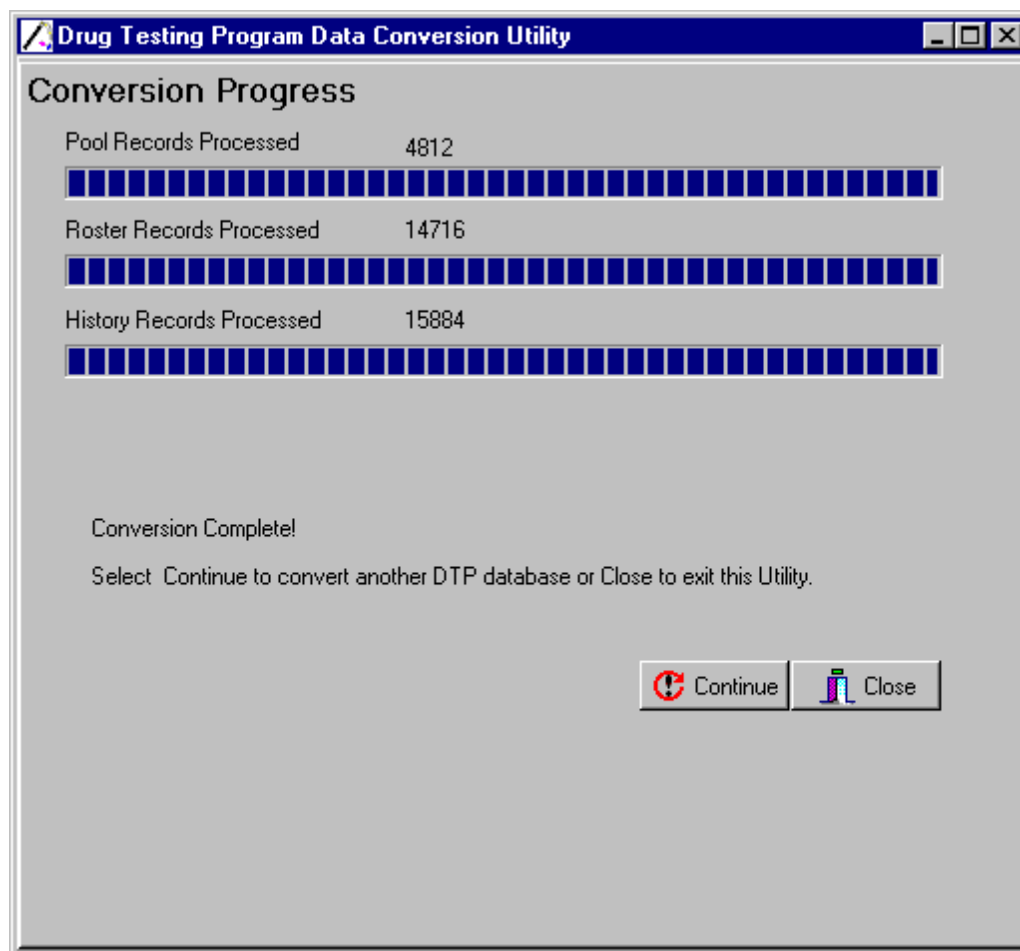 Drug Testing Program Data Conversion Utility
Conversion Progress
Pool Records Processed 4812
Roster Records Processed 14716
History Records Processed 15884
Conversion Complete!
Select  Continue to convert another DTP database or Close to exit this Utility.
Continue Close